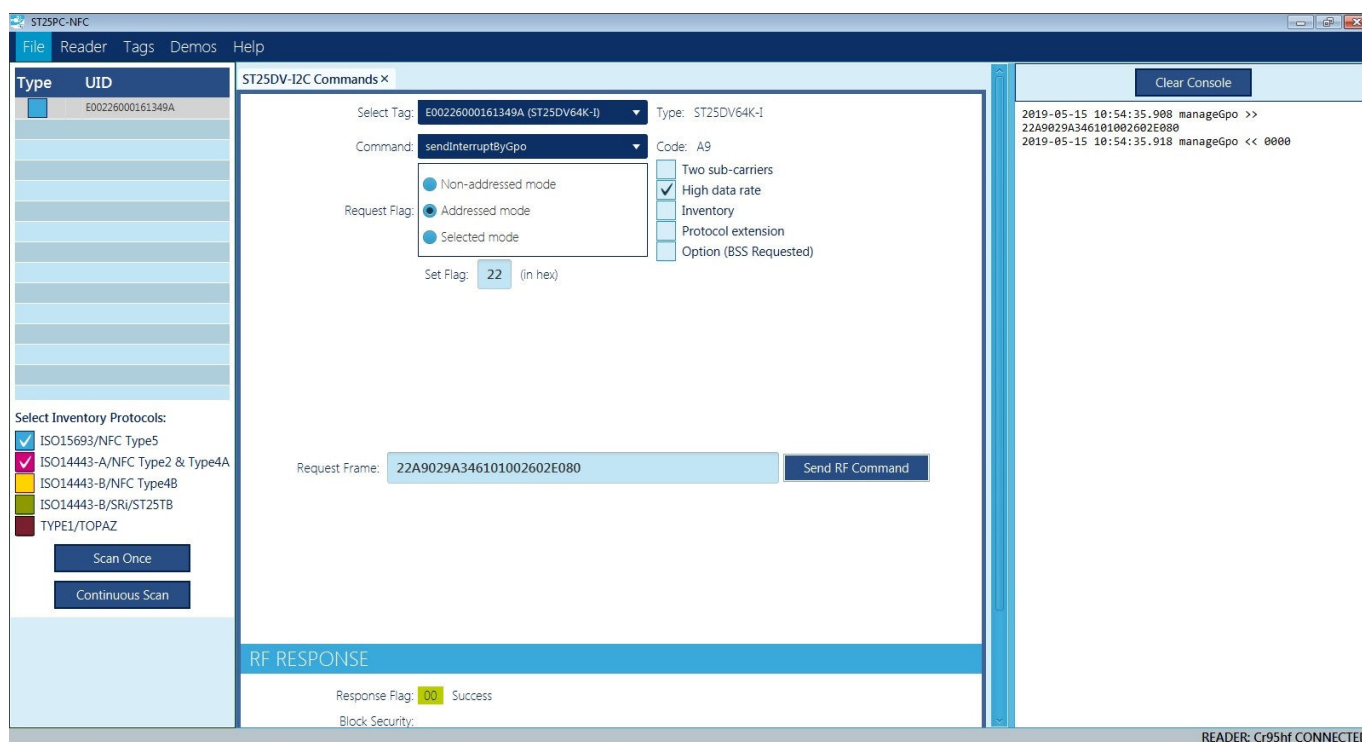 ST25PC-NFC
File Reader Tags Demos Help
Type UID
E00226000161349A
Select Inventory Protocols:
ISO15693/NFC Type5
ISO14443-A/NFC Type2 & Type4A
ISO14443-B/NFC Type4B
ISO14443-B/SRi/ST25TB
TYPE1/TOPAZ
Scan Once
Continuous Scan
ST25DV-I2C Commands ×
Select Tag: E00226000161349A (ST25DV64K-I) Type: ST25DV64K-I
Command: sendInterruptByGpo Code: A9
Request Flag:
Non-addressed mode
Addressed mode
Selected mode
Two sub-carriers
High data rate
Inventory
Protocol extension
Option (BSS Requested)
Set Flag: 22 (in hex)
Request Frame: 22A9029A346101002602E080 Send RF Command
RF RESPONSE
Response Flag: 00 Success
Block Security:
Clear Console
2019-05-15 10:54:35.908 manageGpo >>
22A9029A346101002602E080
2019-05-15 10:54:35.918 manageGpo << 0000
READER: Cr95hf CONNECTED